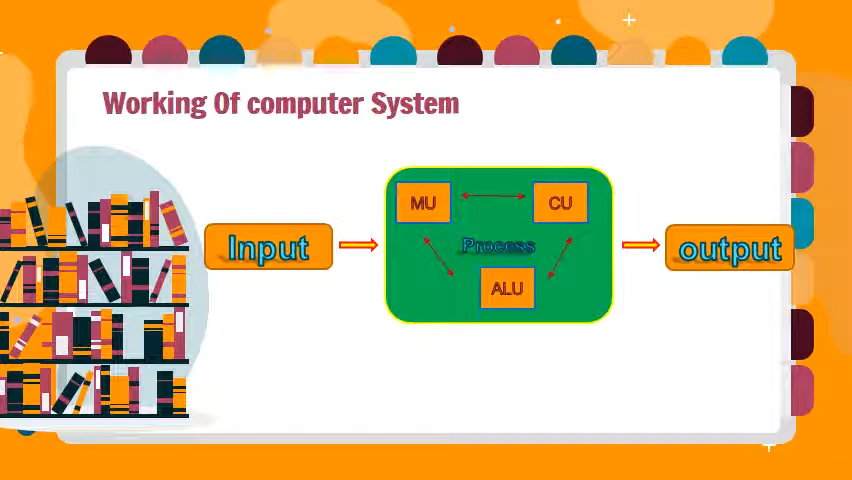 Working Of computer System
MU
CU
Input
Process
output
ALU